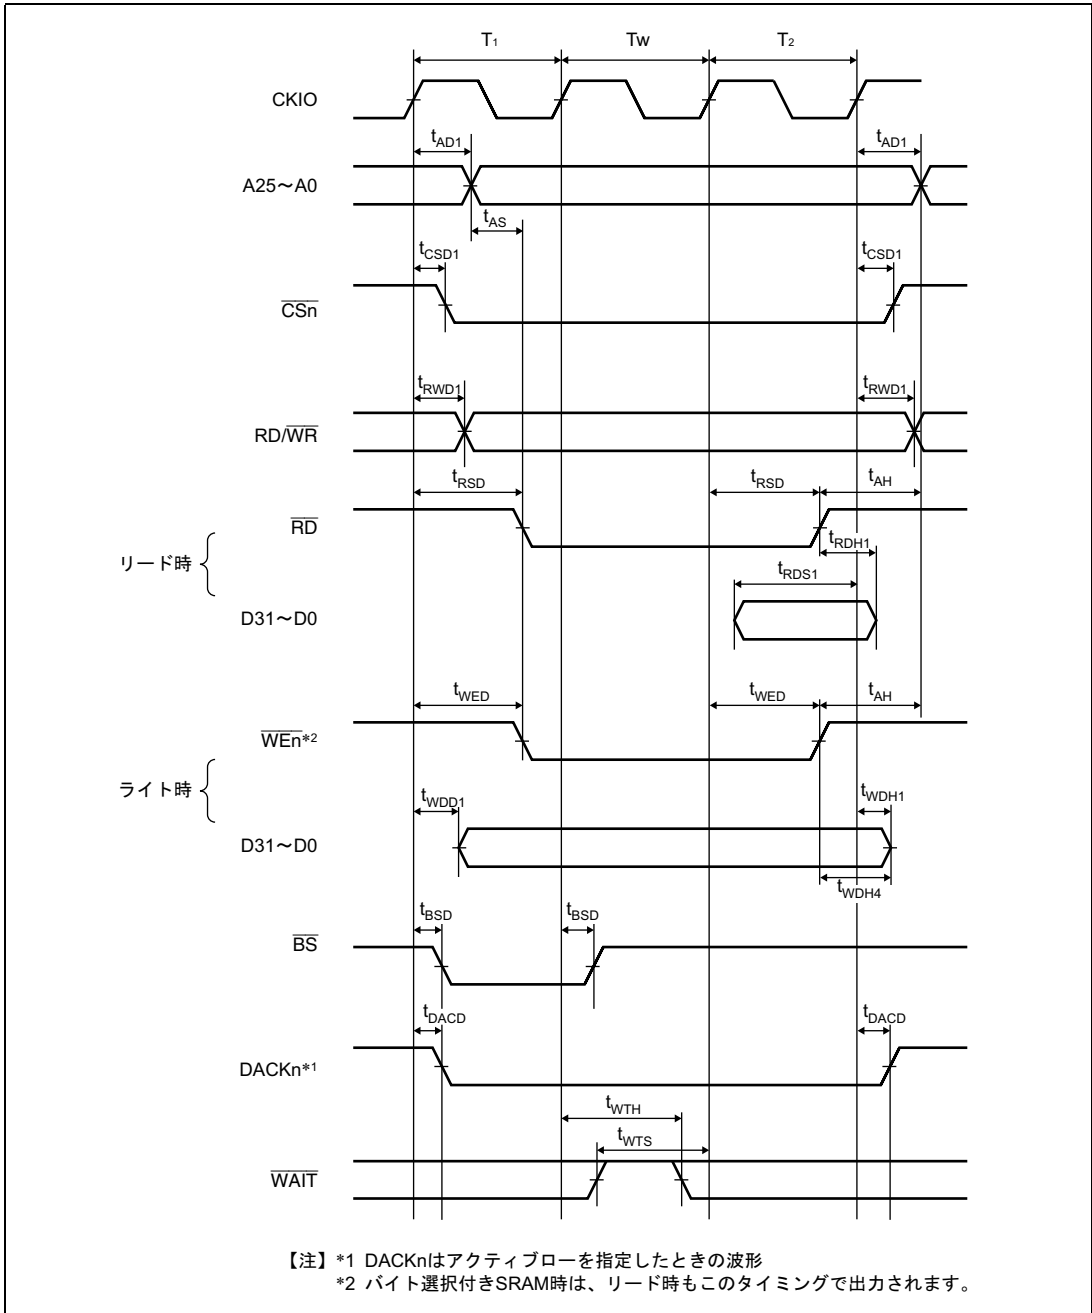 T1 Tw T2
CKIO
tAD1 tAD1
A25～A0
tAS
tCSD1 tCSD1
CSn
tRWD1 tRWD1
RD/WR
tRSD tRSD tAH
RD
tRDH1
リード時
tRDS1
D31～D0
tWED tWED tAH
WEn*2
ライト時
tWDD1 tWDH1
D31～D0
tWDH4
tBSD tBSD
BS
tDACD tDACD
DACKn*1
tWTH
tWTS
WAIT
【注】*1 DACKnはアクティブローを指定したときの波形
*2 バイト選択付きSRAM時は、リード時もこのタイミングで出力されます。